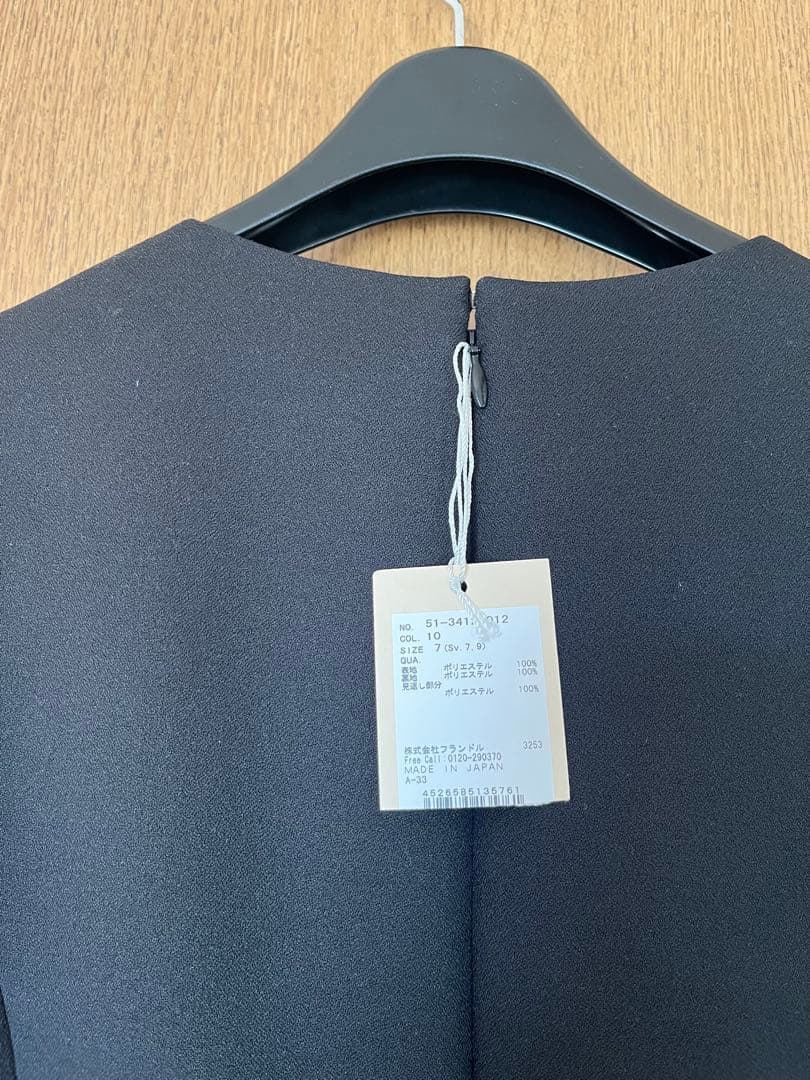 NO.
COL. 10
SIZE 7(Sv.7.9)
QUA.
表地 ポリエステル 100%
裏地 ポリエステル 100%
見返し部分
ポリエステル 100%
株式会社フランドル 3253
Free Call:0120-290370
MADE IN JAPAN
A-33
4526585135761